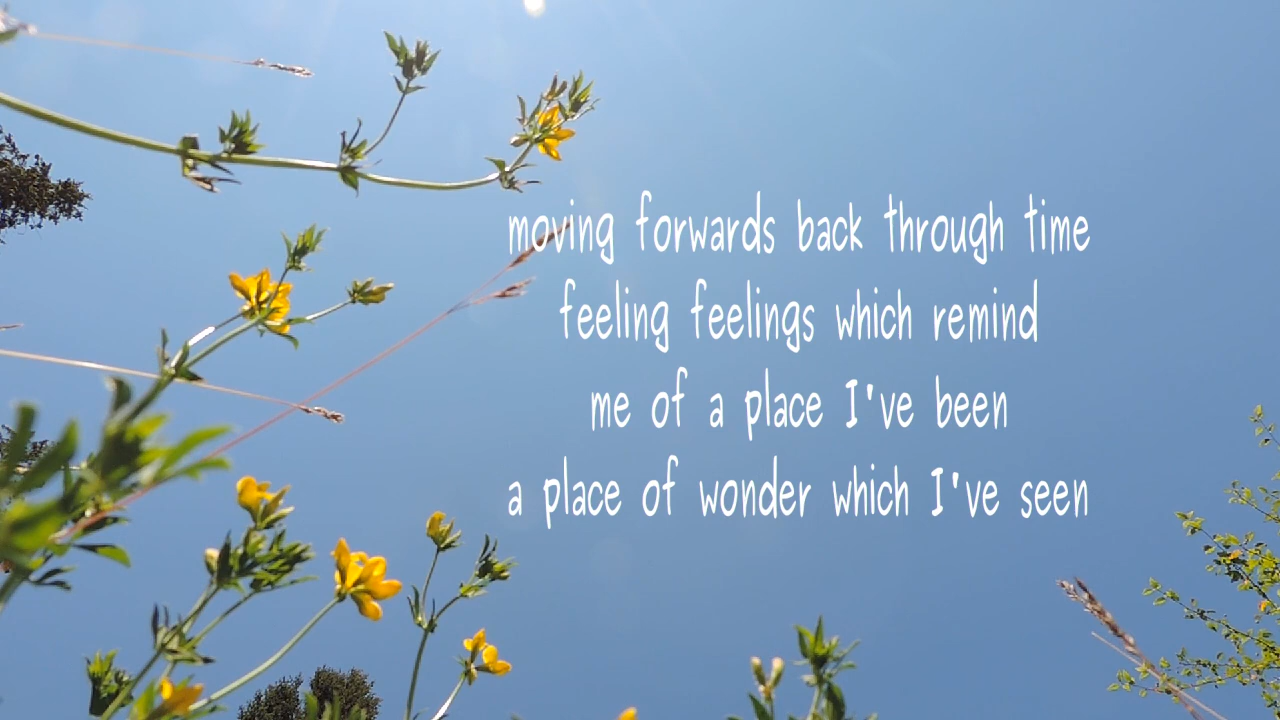 moving forwards back through time
feeling feelings which remind
me of a place I've been
a place of wonder which I've seen